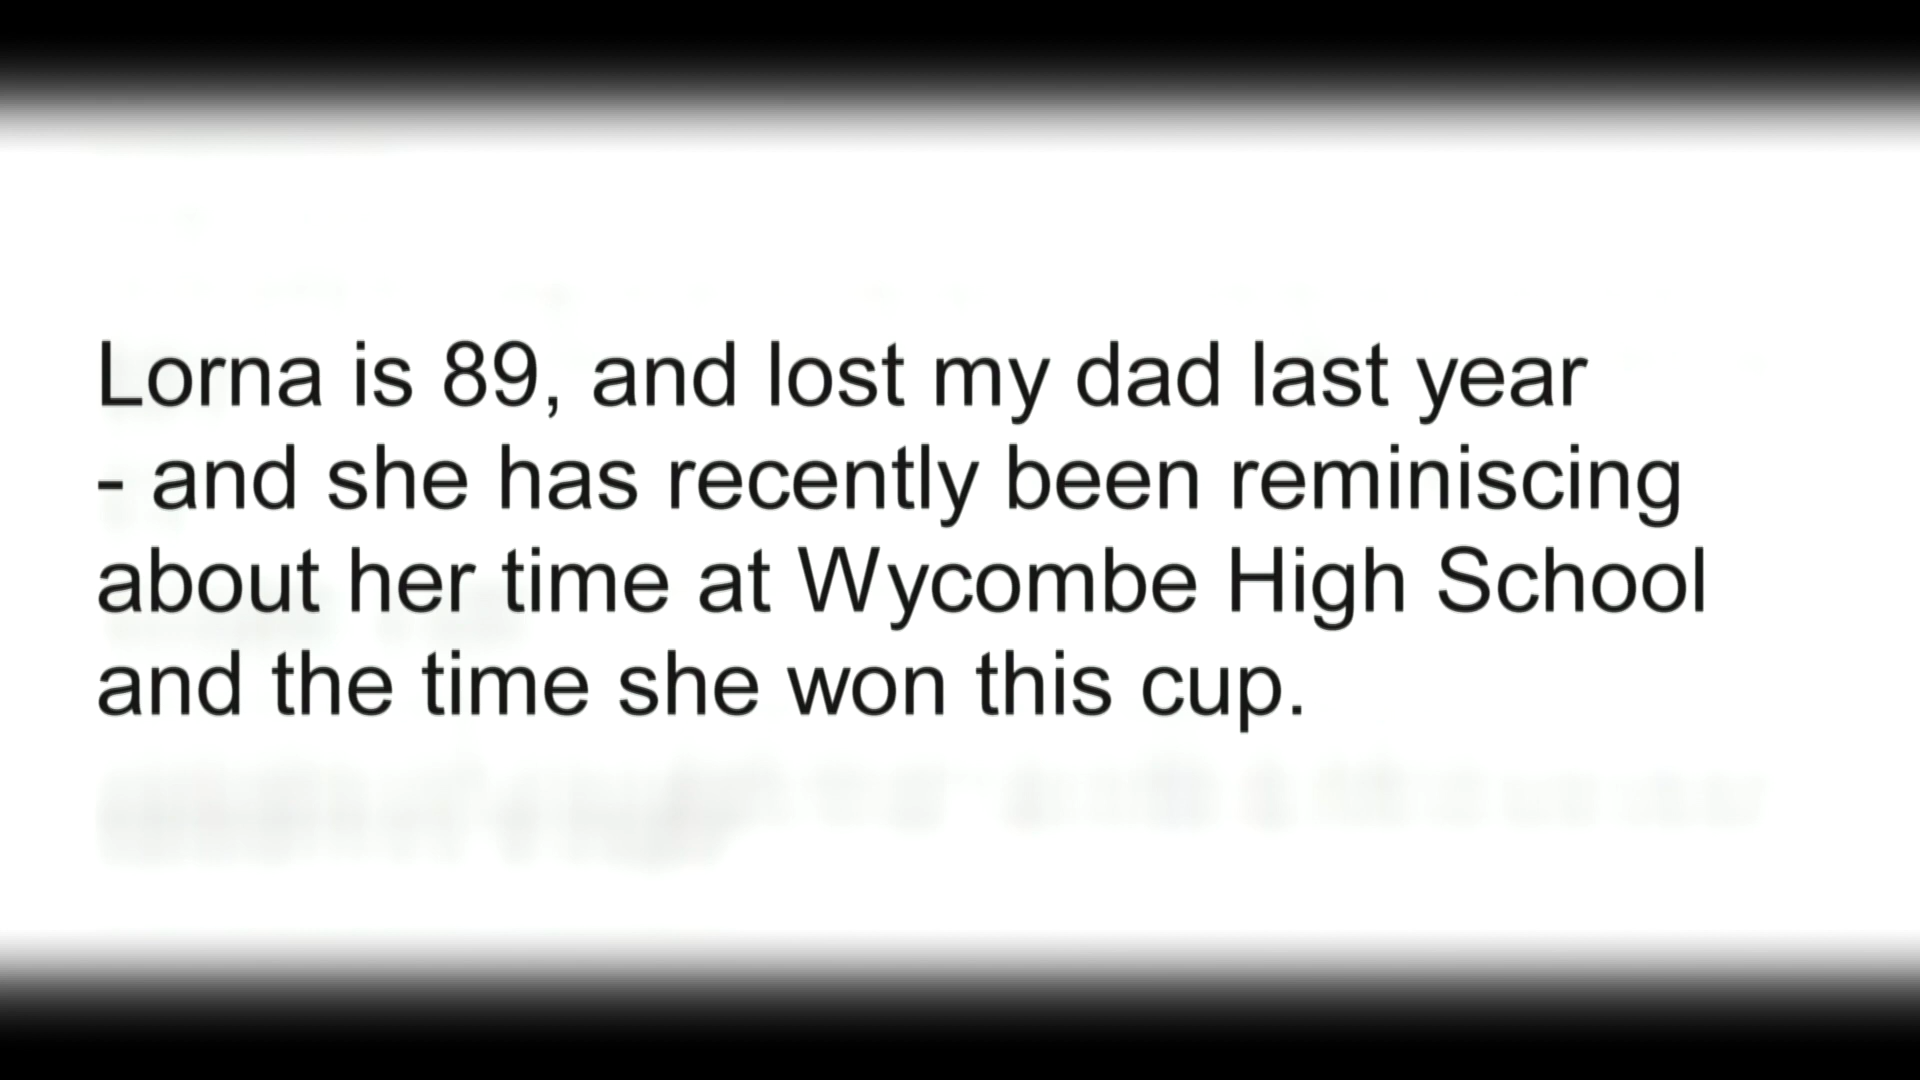 Lorna is 89, and lost my dad last year
- and she has recently been reminiscing
about her time at Wycombe High School
and the time she won this cup.